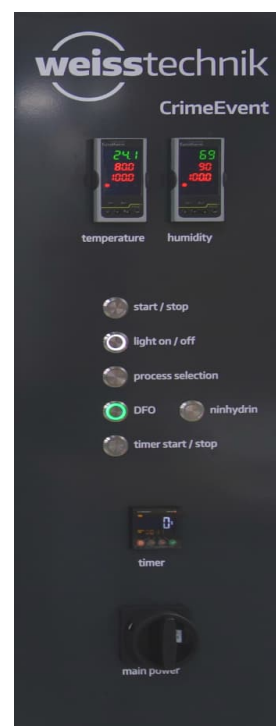 weisstechnik
CrimeEvent
24.1 69
80.0 90
100.0 100.0
temperature humidity
start / stop
light on / off
process selection
DFO ninhydrin
timer start / stop
timer
main power